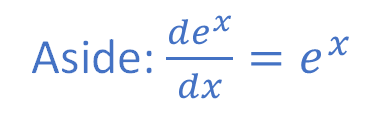 Aside: de^x/dx = e^x